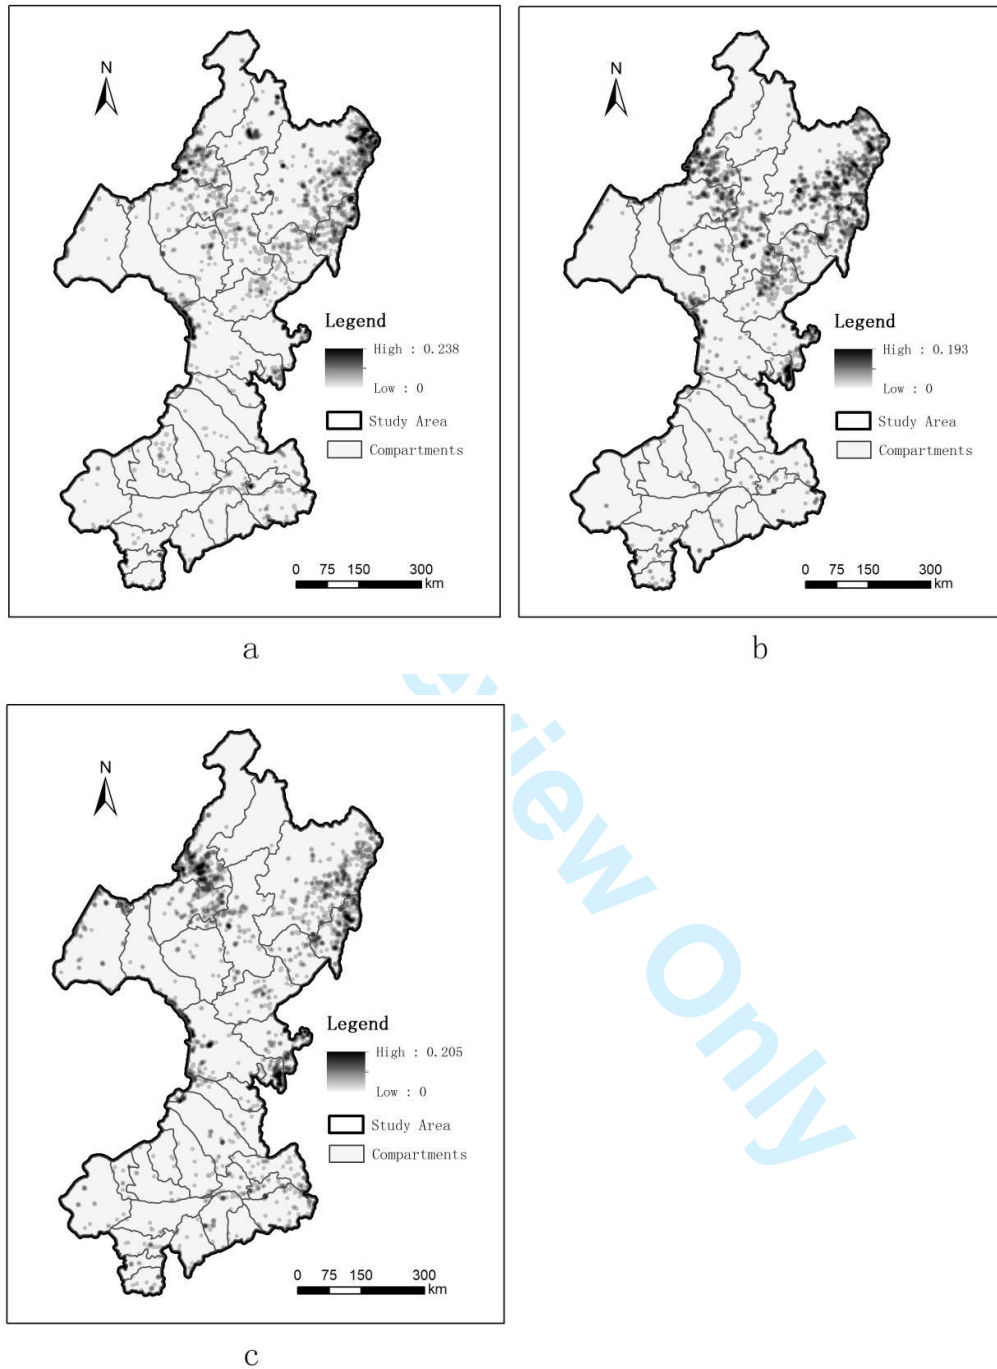 N
Legend
High : 0.238
Low : 0
Study Area
Compartments
0 75 150 300
km
a
N
Legend
High : 0.193
Low : 0
Study Area
Compartments
0 75 150 300
km
b
N
Legend
High : 0.205
Low : 0
Study Area
Compartments
0 75 150 300
km
c
view Only